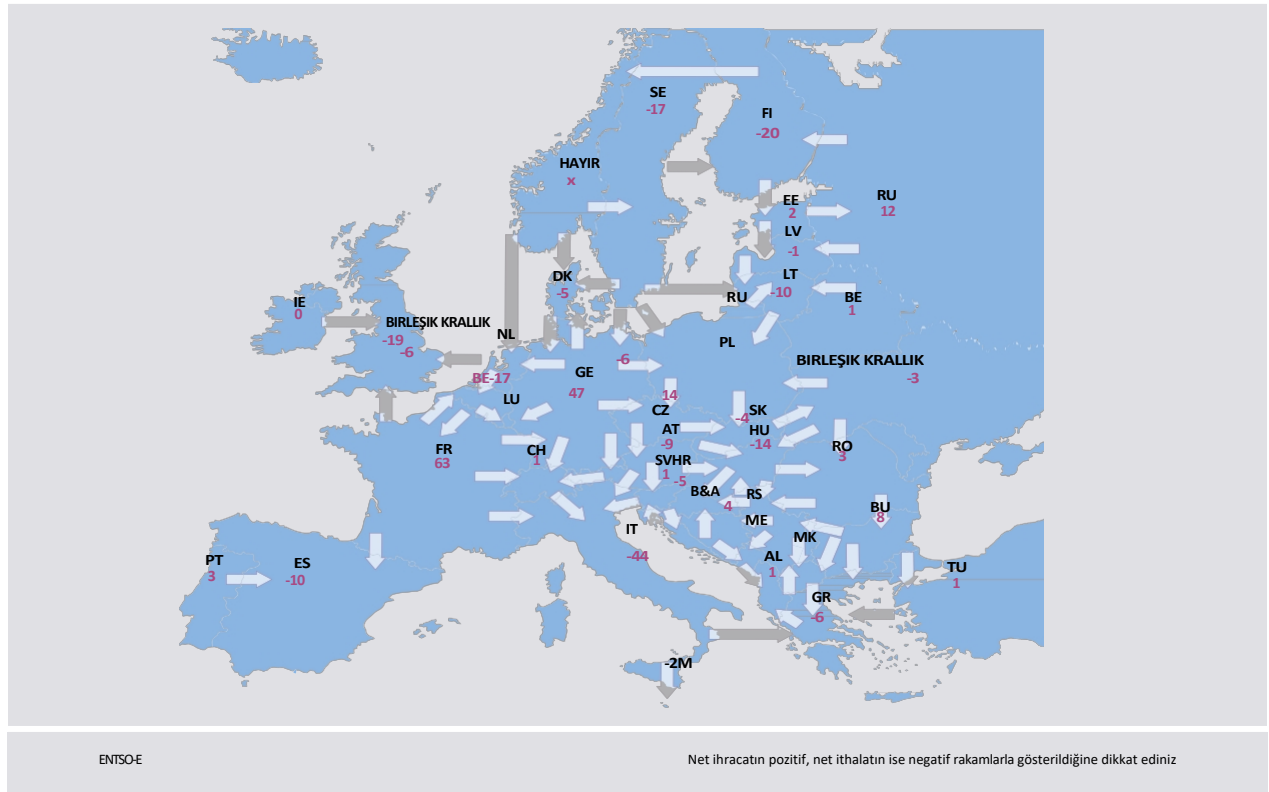 SE
-17
FI
-20
HAYIR
x
EE
2
RU
12
LV
-1
DK
-5
LT
-10
RU
BE
1
IE
0
BIRLEŞIK KRALLIK
-19
-6
NL
PL
-6
BIRLEŞIK KRALLIK
-3
GE
47
BE-17
LU
14
CZ
SK
-4
AT
-9
HU
-14
RO
3
FR
63
CH
1
SVHR
1
-5
B&A
4
RS
BU
8
ME
MK
IT
-44
AL
1
PT
3
ES
-10
TU
1
GR
-6
-2M
ENTSO-E
Net ihracatın pozitif, net ithalatın ise negatif rakamlarla gösterildiğine dikkat ediniz